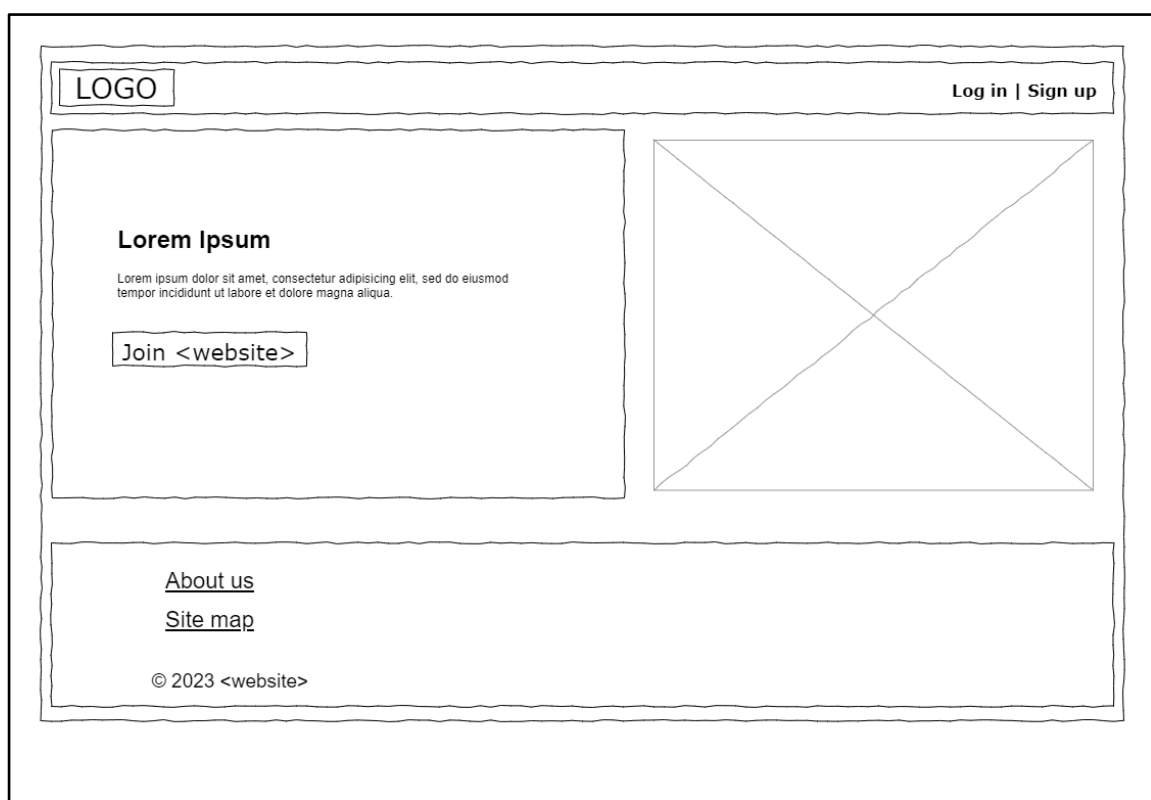 LOGO
Log in | Sign up
Lorem Ipsum
Lorem ipsum dolor sit amet, consectetur adipisicing elit, sed do eiusmod
tempor incididunt ut labore et dolore magna aliqua.
Join <website>
About us
Site map
© 2023 <website>